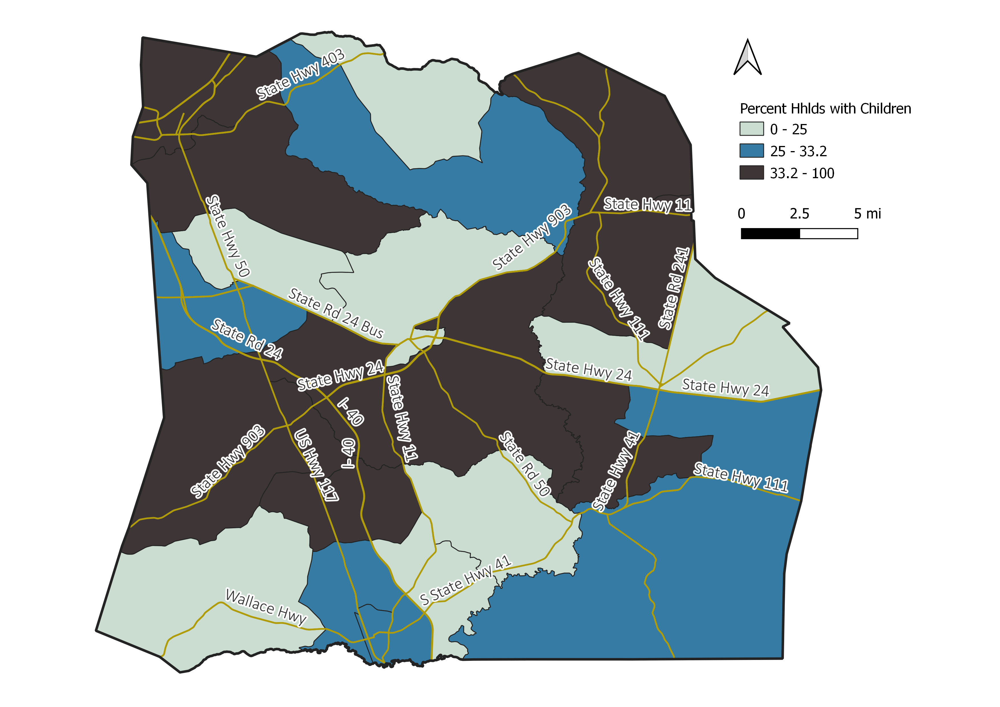 State Hwy 403
Percent Hhlds with Children
0 - 25
25 - 33.2
33.2 - 100
0 2.5 5 mi
State Hwy 11
State Hwy 903
State Hwy 50
State Rd 241
State Hwy 111
State Rd 24 Bus
State Rd 24
State Hwy 24
State Hwy 24
State Hwy 24
State Hwy 11
I- 40
I- 40
State Hwy 903
US Hwy 117
State Rd 50
State Hwy 41
State Hwy 111
S State Hwy 41
Wallace Hwy